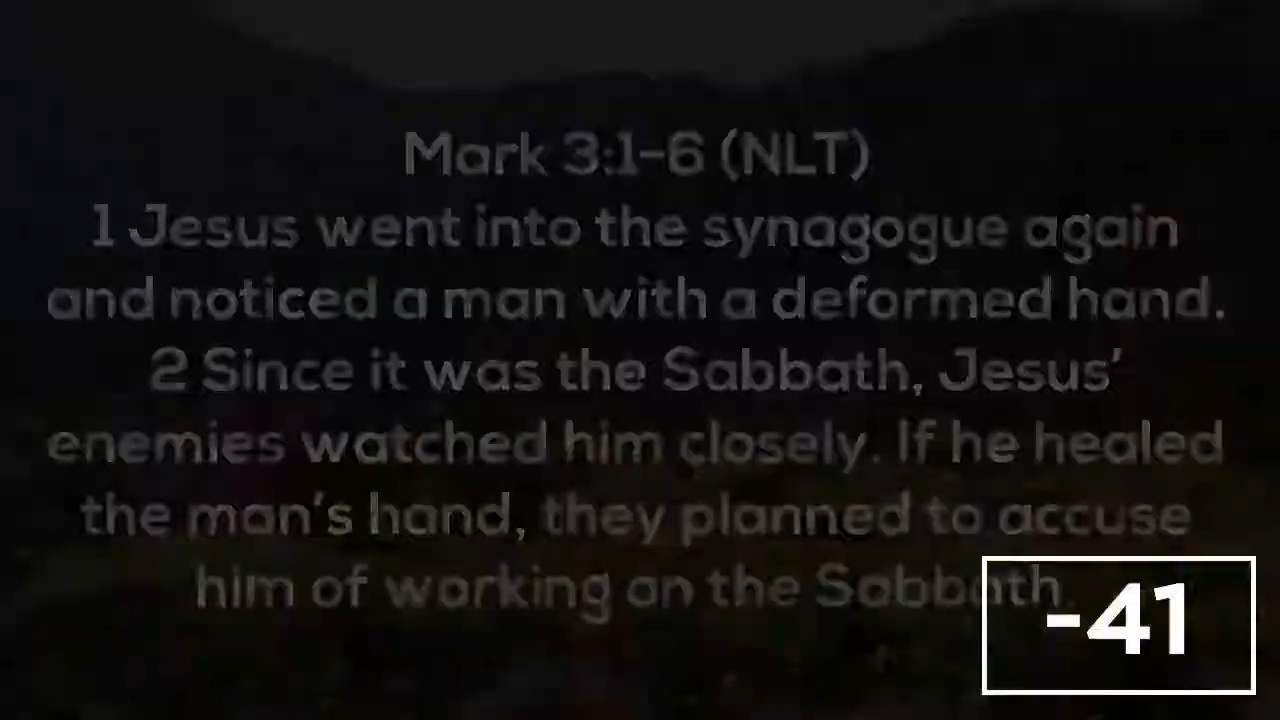 Mark 3:1-6 (NLT)
1 Jesus went into the synagogue again
and noticed a man with a deformed hand.
2 Since it was the Sabbath, Jesus’
enemies watched him closely. If he healed
the man’s hand, they planned to accuse
him of working on the Sabbath.
-41